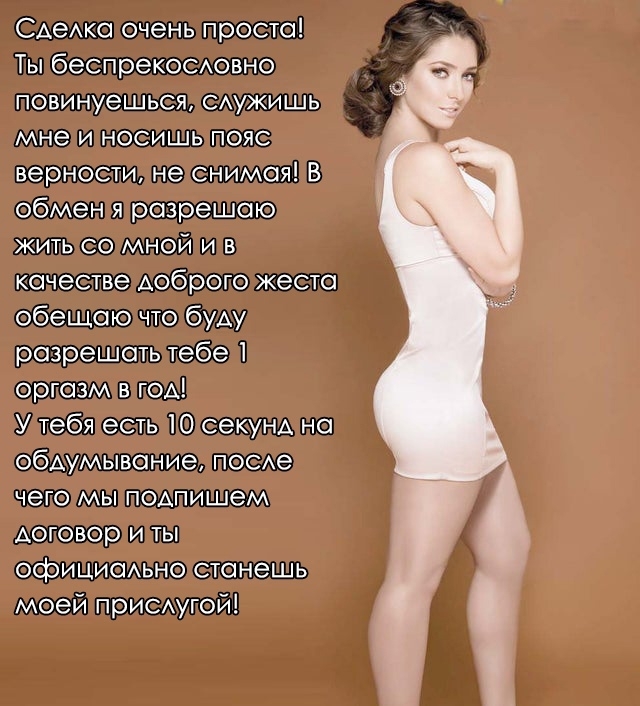 Сделка очень проста!
Ты беспрекословно
повинуешься, служишь
мне и носишь пояс
верности, не снимая! В
обмен я разрешаю
жить со мной и в
качестве доброго жеста
обещаю что буду
разрешать тебе 1
оргазм в год!
У тебя есть 10 секунд на
обдумывание, после
чего мы подпишем
договор и ты
официально станешь
моей прислугой!